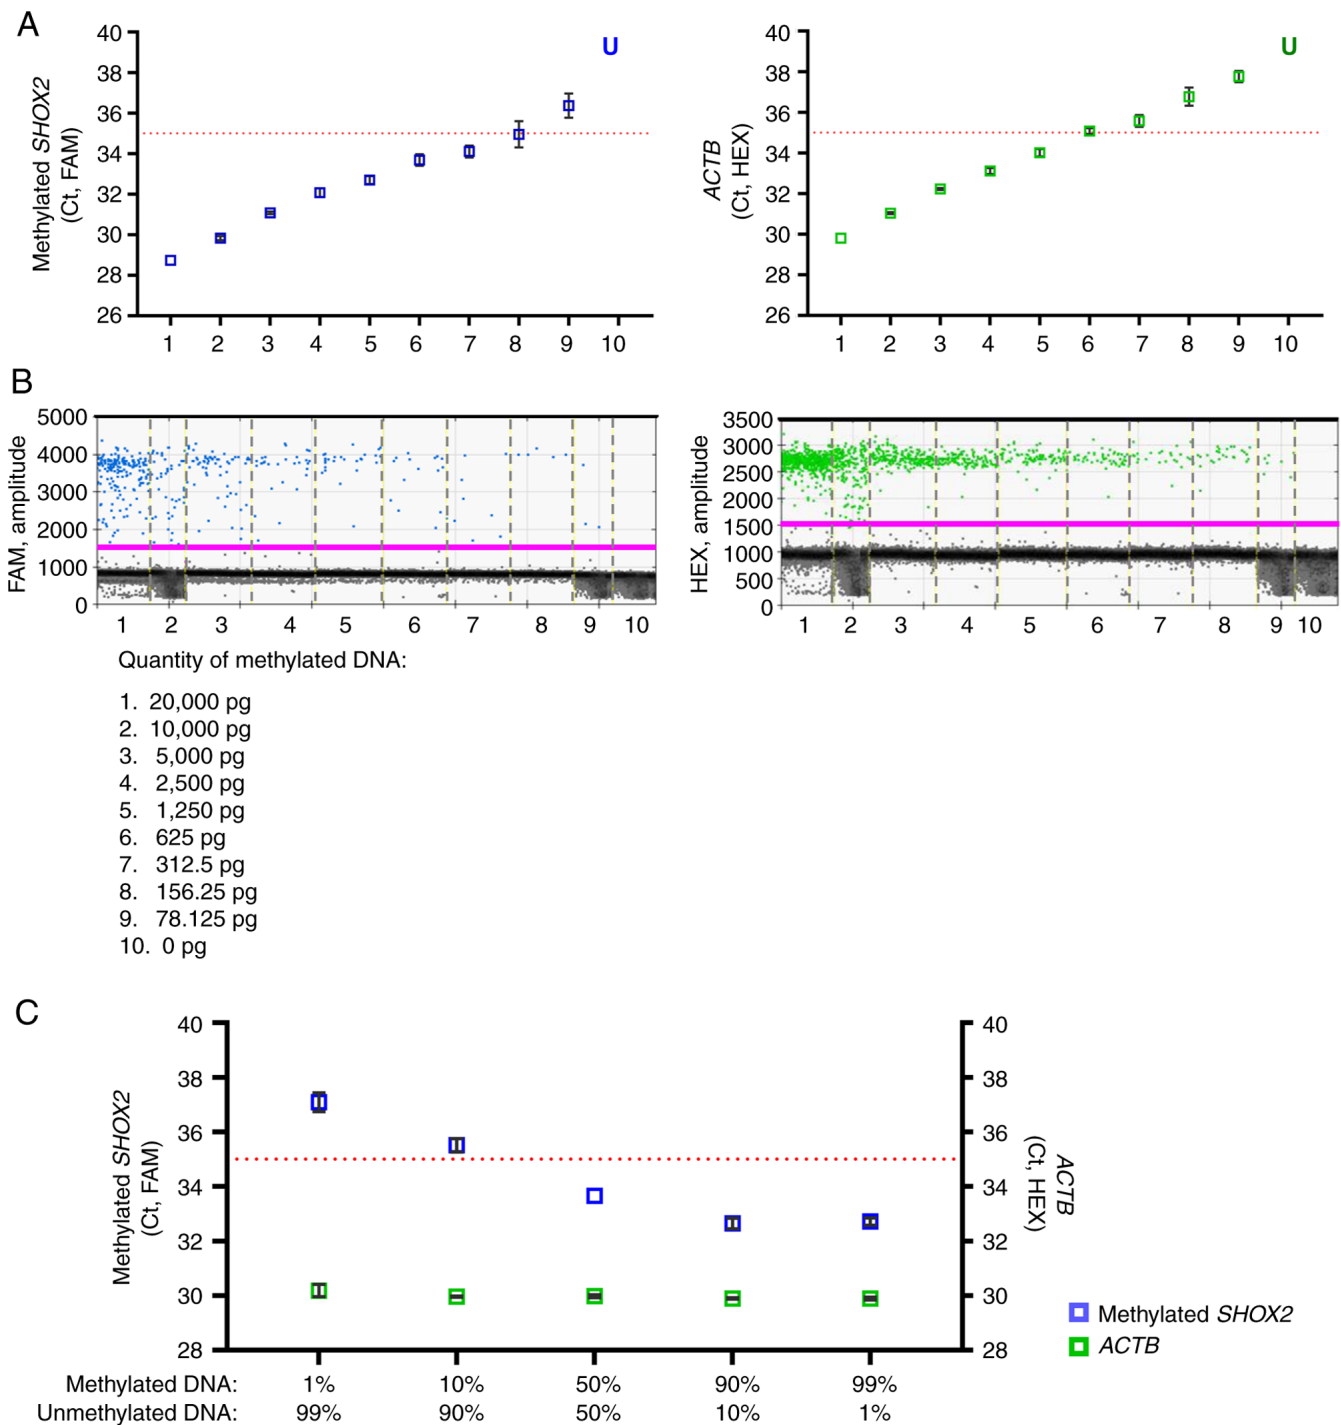 A
Methylated SHOX2
(Ct, FAM)
40
38
36
34
32
30
28
26
U
1 2 3 4 5 6 7 8 9 10
ACTB
(Ct, HEX)
40
38
36
34
32
30
28
26
U
1 2 3 4 5 6 7 8 9 10
B
FAM, amplitude
5000
4000
3000
2000
1000
0
1 2 3 4 5 6 7 8 9 10
HEX, amplitude
3500
3000
2500
2000
1500
1000
500
0
1 2 3 4 5 6 7 8 9 10
Quantity of methylated DNA:
1. 20,000 pg
2. 10,000 pg
3. 5,000 pg
4. 2,500 pg
5. 1,250 pg
6. 625 pg
7. 312.5 pg
8. 156.25 pg
9. 78.125 pg
10. 0 pg
C
Methylated SHOX2
(Ct, FAM)
40
38
36
34
32
30
28
40
38
36
34
32
30
28
ACTB
(Ct, HEX)
Methylated SHOX2
ACTB
Methylated DNA: 1% 10% 50% 90% 99%
Unmethylated DNA: 99% 90% 50% 10% 1%